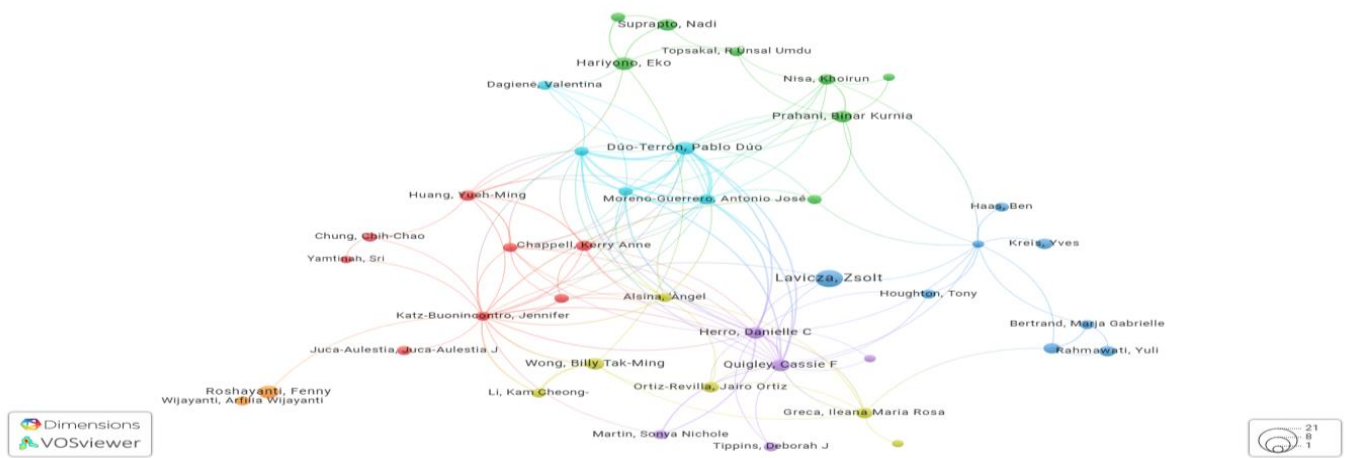 Suprapto, Nadi
Topsakal, R Unsal Umdu
Hariyono, Eko
Nisa, Khoirun
Dagienė, Valentina
Prahani, Binar Kurnia
Dúo-Terrón, Pablo Dúo
Huang, Yueh-Ming
Moreno-Guerrero, Antonio José
Haas, Ben
Chung, Chih-Chao
Chappell, Kerry Anne
Kreis, Yves
Yamtinah, Sri
Lavicza, Zsolt
Houghton, Tony
Alsina, Ángel
Katz-Buonincontro, Jennifer
Herro, Danielle C
Bertrand, Marja Gabrielle
Juca-Aulestia, Juca-Aulestia J
Rahmawati, Yuli
Wong, Billy Tak-Ming
Quigley, Cassie F
Roshayanti, Fenny
Li, Kam Cheong-
Ortiz-Revilla, Jairo Ortiz
Wijayanti, Arfilia Wijayanti
Greca, Ileana Maria Rosa
Martin, Sonya Nichole
Tippins, Deborah J
Dimensions
VOSviewer
21
8
1